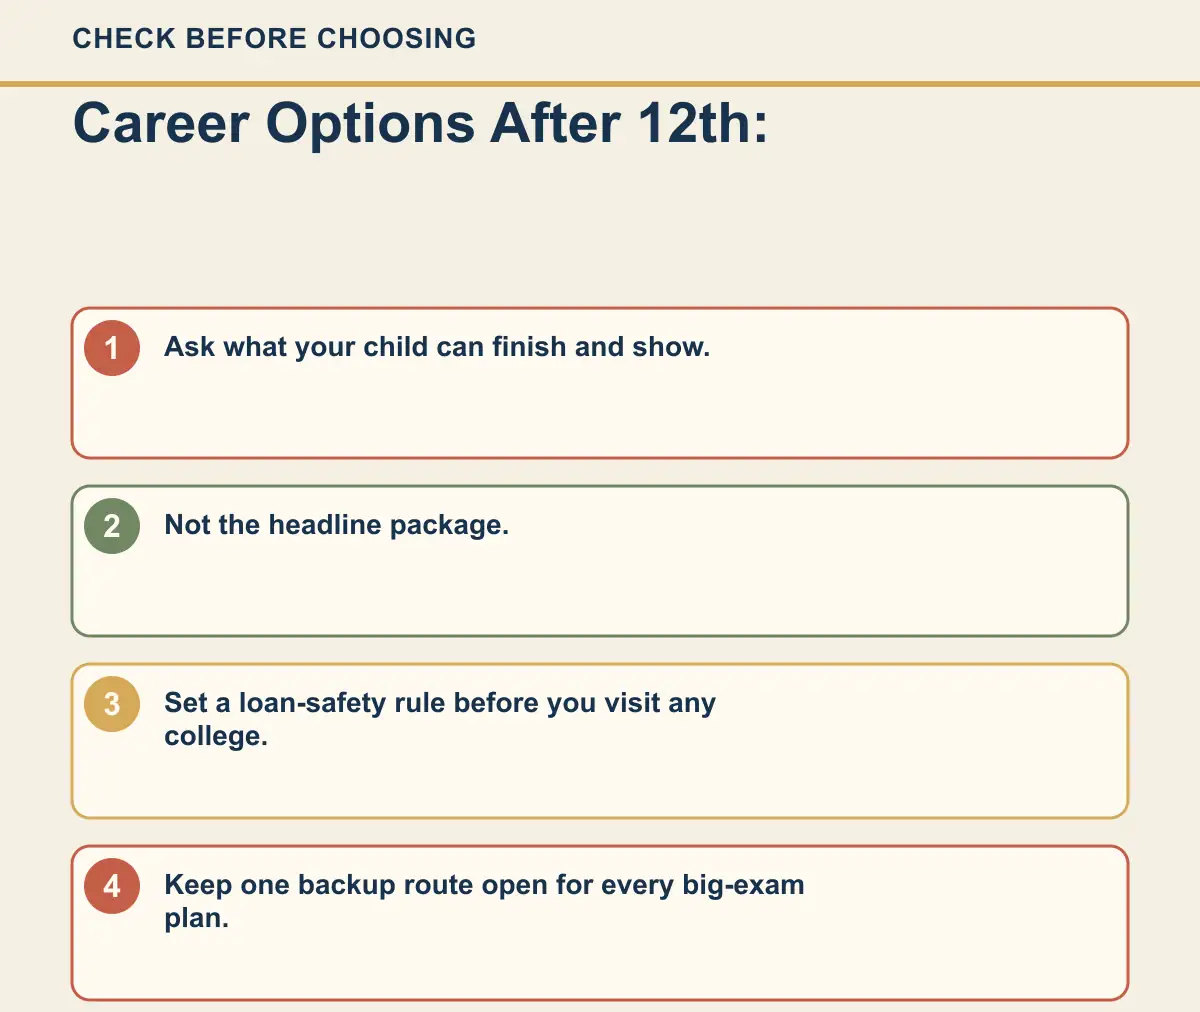 CHECK BEFORE CHOOSING
Career Options After 12th:
1
Ask what your child can finish and show.
2
Not the headline package.
3
Set a loan-safety rule before you visit any
college.
4
Keep one backup route open for every big-exam
plan.